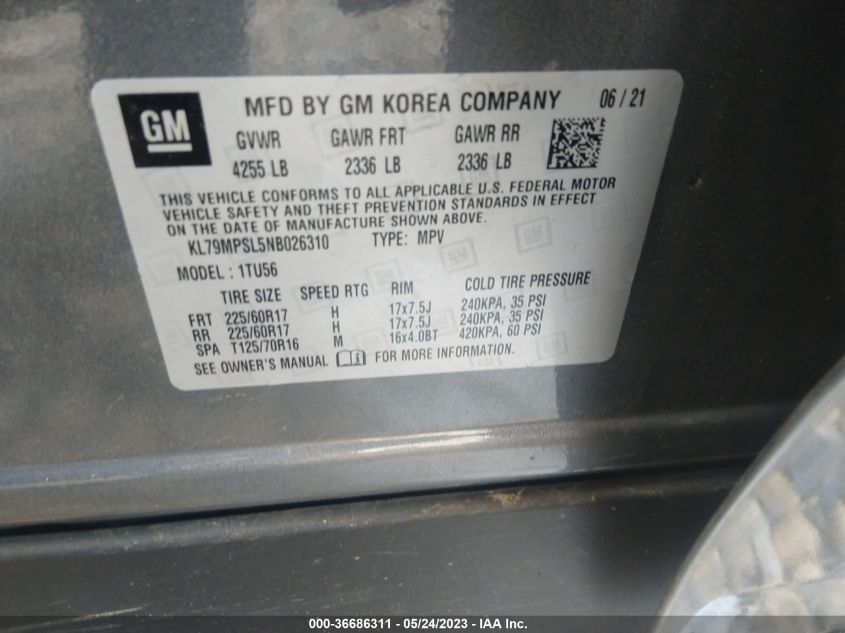 GM
MFD BY GM KOREA COMPANY 06/21
GVWR GAWR FRT GAWR RR
4255 LB 2336 LB 2336 LB
THIS VEHICLE CONFORMS TO ALL APPLICABLE U.S. FEDERAL MOTOR
VEHICLE SAFETY AND THEFT PREVENTION STANDARDS IN EFFECT
ON THE DATE OF MANUFACTURE SHOWN ABOVE.
KL79MPSL5NB026310 TYPE: MPV
MODEL : 1TU56
TIRE SIZE SPEED RTG RIM COLD TIRE PRESSURE
FRT 225/60R17 H 17x7.5J 240KPA, 35 PSI
RR 225/60R17 H 17x7.5J 240KPA, 35 PSI
SPA T125/70R16 M 16x4.0BT 420KPA, 60 PSI
SEE OWNER'S MANUAL FOR MORE INFORMATION.
000-36686311 - 05/24/2023 - IAA Inc.